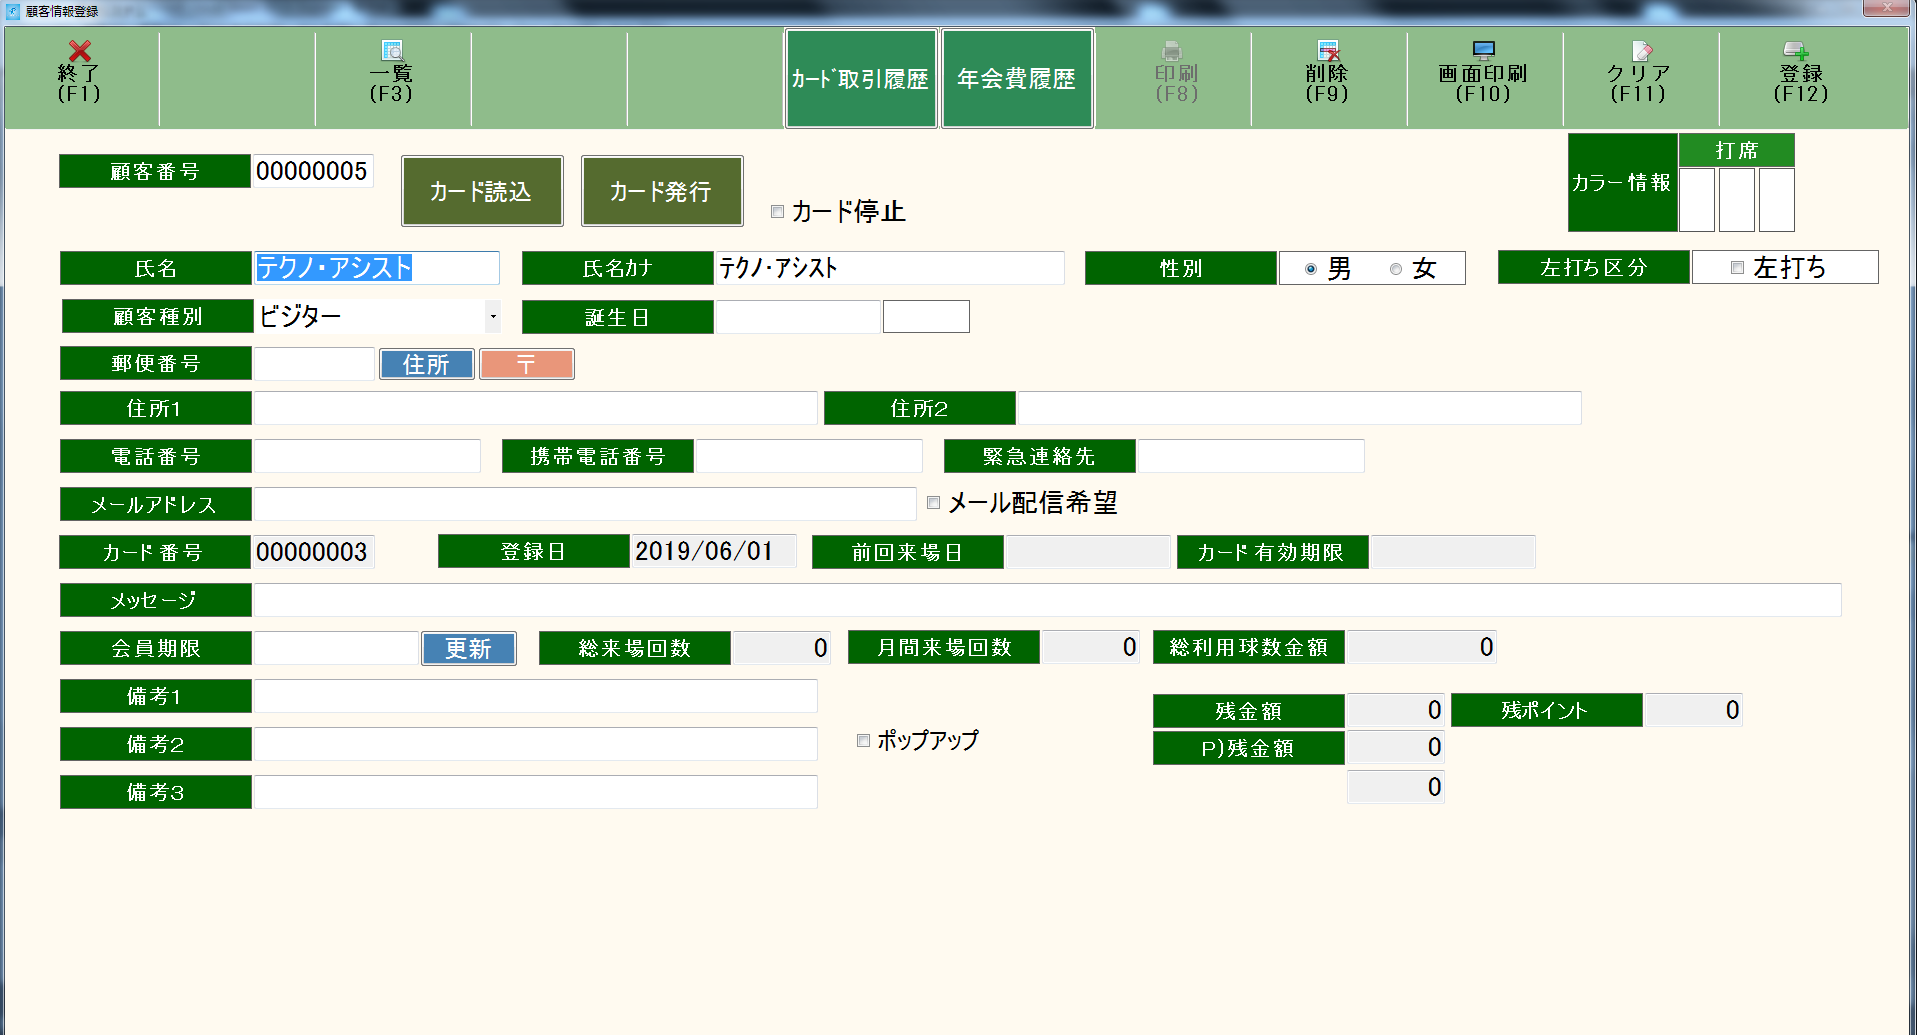 顧客情報登録
終了
(F1)
一覧
(F3)
ｶｰﾄﾞ取引履歴
年会費履歴
印刷
(F8)
削除
(F9)
画面印刷
(F10)
クリア
(F11)
登録
(F12)
顧客番号 00000005 カード読込 カード発行 カード停止
カラー情報 打席
氏名 テクノ・アシスト 氏名カナ ﾃｸﾉ･ｱｼｽﾄ 性別 男 女 左打ち区分 左打ち
顧客種別 ビジター 誕生日
郵便番号 住所 〒
住所1 住所2
電話番号 携帯電話番号 緊急連絡先
メールアドレス メール配信希望
カード番号 00000003 登録日 2019/06/01 前回来場日 カード有効期限
メッセージ
会員期限 更新 総来場回数 0 月間来場回数 0 総利用球数金額 0
備考1
残金額 0 残ポイント 0
備考2 ポップアップ P)残金額 0
備考3 0